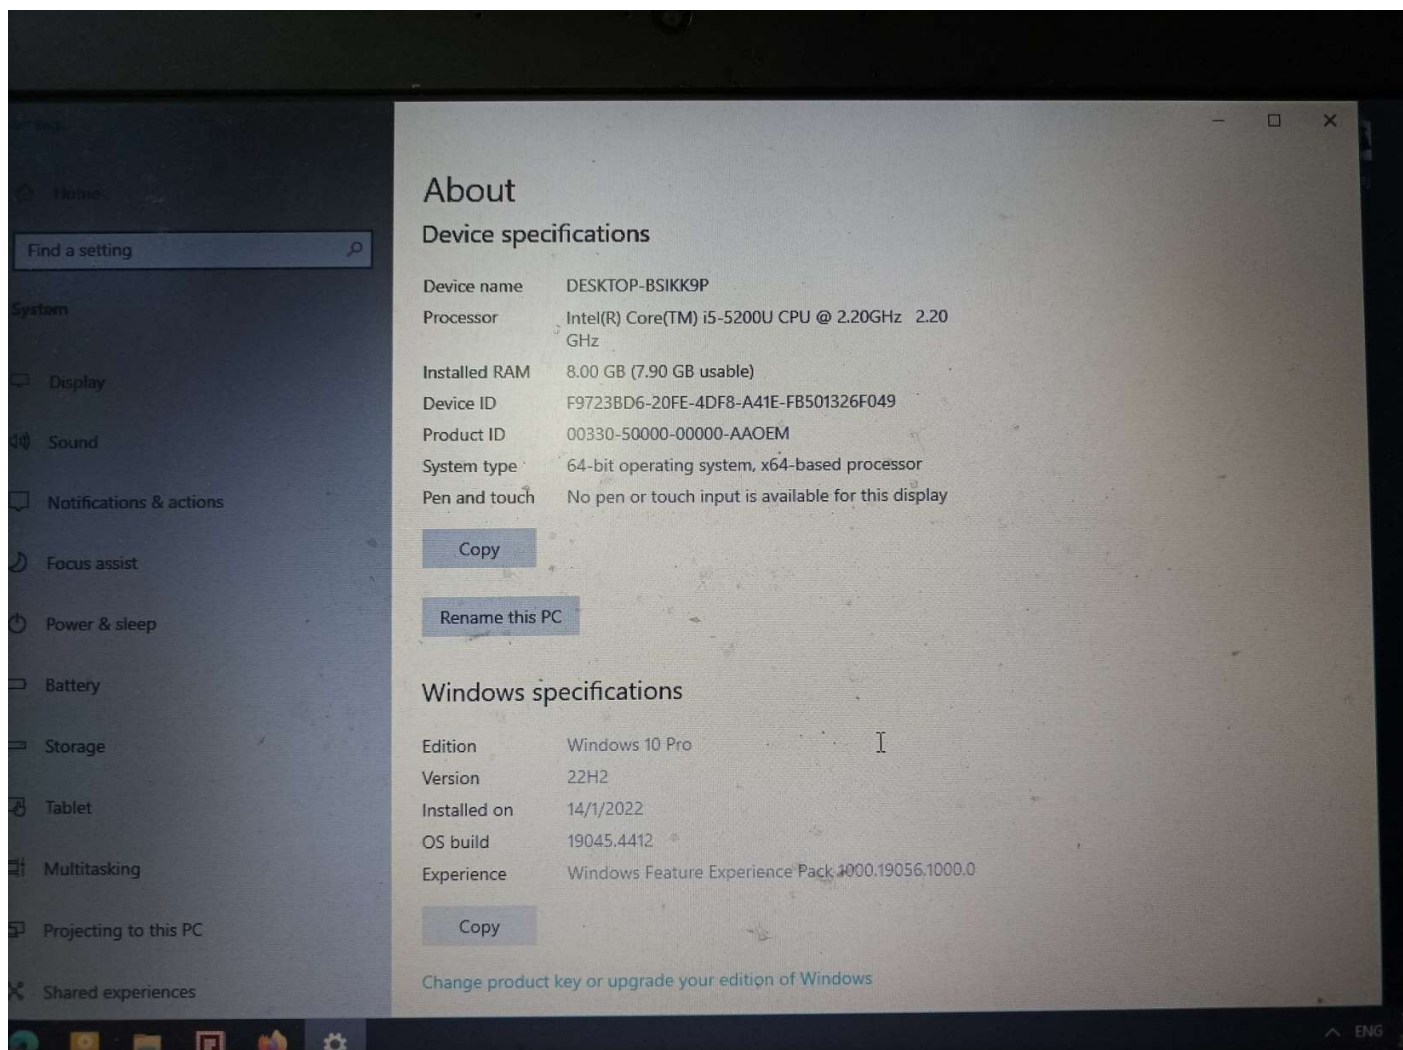 Home
Find a setting
System
Display
Sound
Notifications & actions
Focus assist
Power & sleep
Battery
Storage
Tablet
Multitasking
Projecting to this PC
Shared experiences
About
Device specifications
Device name DESKTOP-BSIKK9P
Processor Intel(R) Core(TM) i5-5200U CPU @ 2.20GHz 2.20
GHz
Installed RAM 8.00 GB (7.90 GB usable)
Device ID F9723BD6-20FE-4DF8-A41E-FB501326F049
Product ID 00330-50000-00000-AAOEM
System type 64-bit operating system, x64-based processor
Pen and touch No pen or touch input is available for this display
Copy
Rename this PC
Windows specifications
Edition Windows 10 Pro
Version 22H2
Installed on 14/1/2022
OS build 19045.4412
Experience Windows Feature Experience Pack 1000.19056.1000.0
Copy
Change product key or upgrade your edition of Windows
ENG